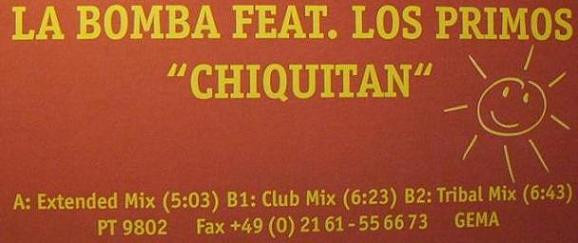 LA BOMBA FEAT. LOS PRIMOS
“CHIQUITAN“
A: Extended Mix (5:03) B1: Club Mix (6:23) B2: Tribal Mix (6:43)
PT 9802 Fax +49 (0) 21 61 - 55 66 73 GEMA